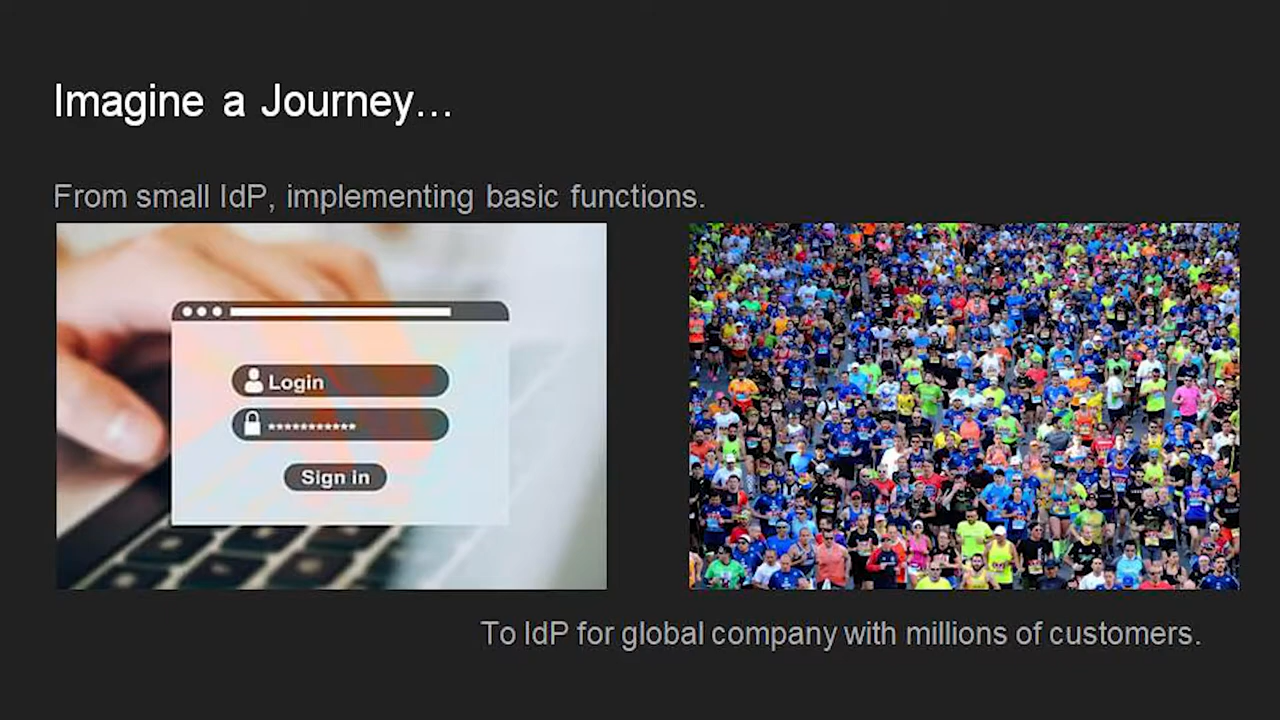 Imagine a Journey…
From small IdP, implementing basic functions.
Login
***********
Sign in
To IdP for global company with millions of customers.